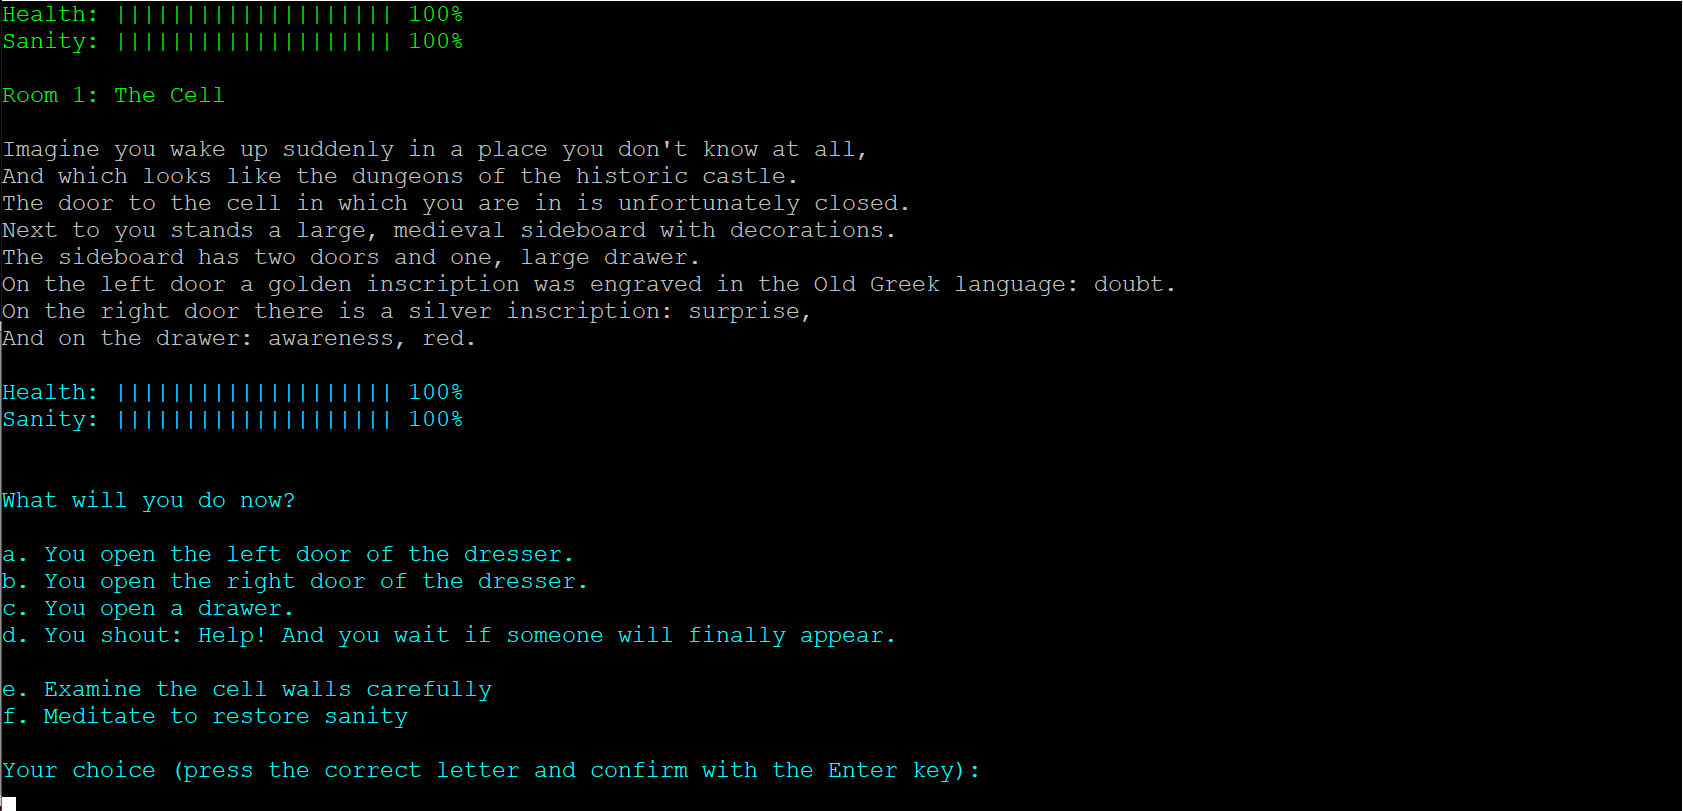 Health: |||||||||||||||||||| 100%
Sanity: |||||||||||||||||||| 100%
Room 1: The Cell
Imagine you wake up suddenly in a place you don't know at all,
And which looks like the dungeons of the historic castle.
The door to the cell in which you are in is unfortunately closed.
Next to you stands a large, medieval sideboard with decorations.
The sideboard has two doors and one, large drawer.
On the left door a golden inscription was engraved in the Old Greek language: doubt.
On the right door there is a silver inscription: surprise,
And on the drawer: awareness, red.
Health: |||||||||||||||||||| 100%
Sanity: |||||||||||||||||||| 100%
What will you do now?
a. You open the left door of the dresser.
b. You open the right door of the dresser.
c. You open a drawer.
d. You shout: Help! And you wait if someone will finally appear.
e. Examine the cell walls carefully
f. Meditate to restore sanity
Your choice (press the correct letter and confirm with the Enter key):